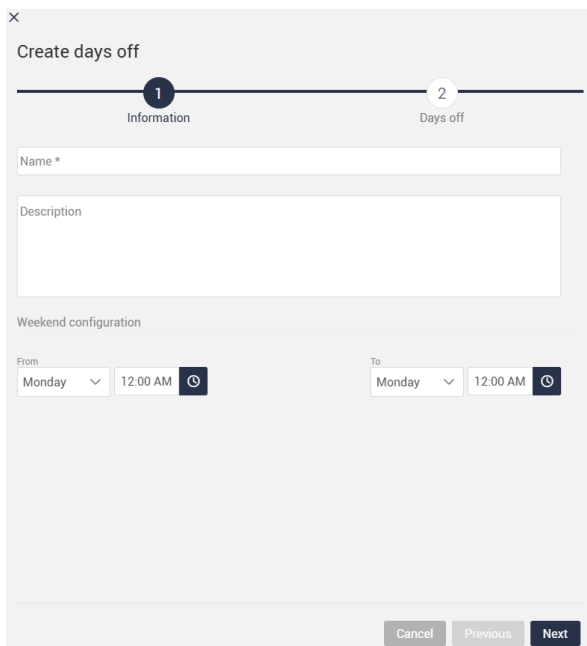 Create days off
1 2
Information Days off
Name *
Description
Weekend configuration
From To
Monday 12:00 AM Monday 12:00 AM
Cancel Previous Next